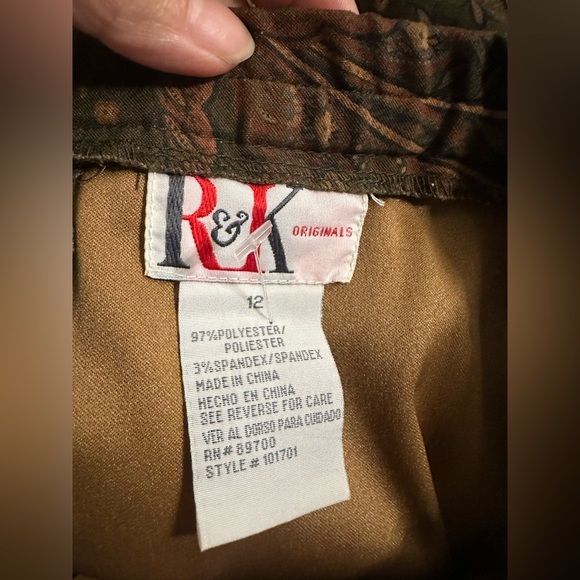 R&K ORIGINALS
12
97%POLYESTER/
POLIESTER
3%SPANDEX/SPANDEX
MADE IN CHINA
HECHO EN CHINA
SEE REVERSE FOR CARE
VER AL DORSO PARA CUIDADO
RN# 89700
STYLE # 101701